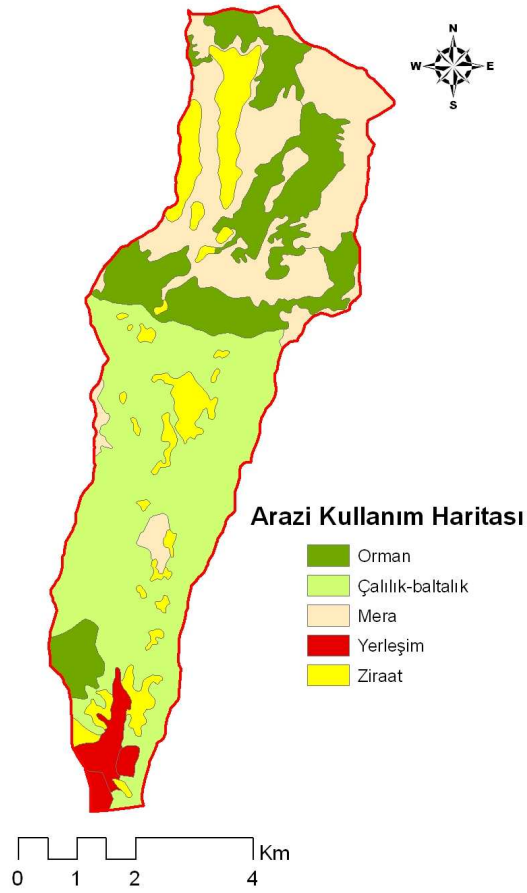 N
W E
S
Arazi Kullanım Haritası
Orman
Çalılık-baltalık
Mera
Yerleşim
Ziraat
Km
0 1 2 4